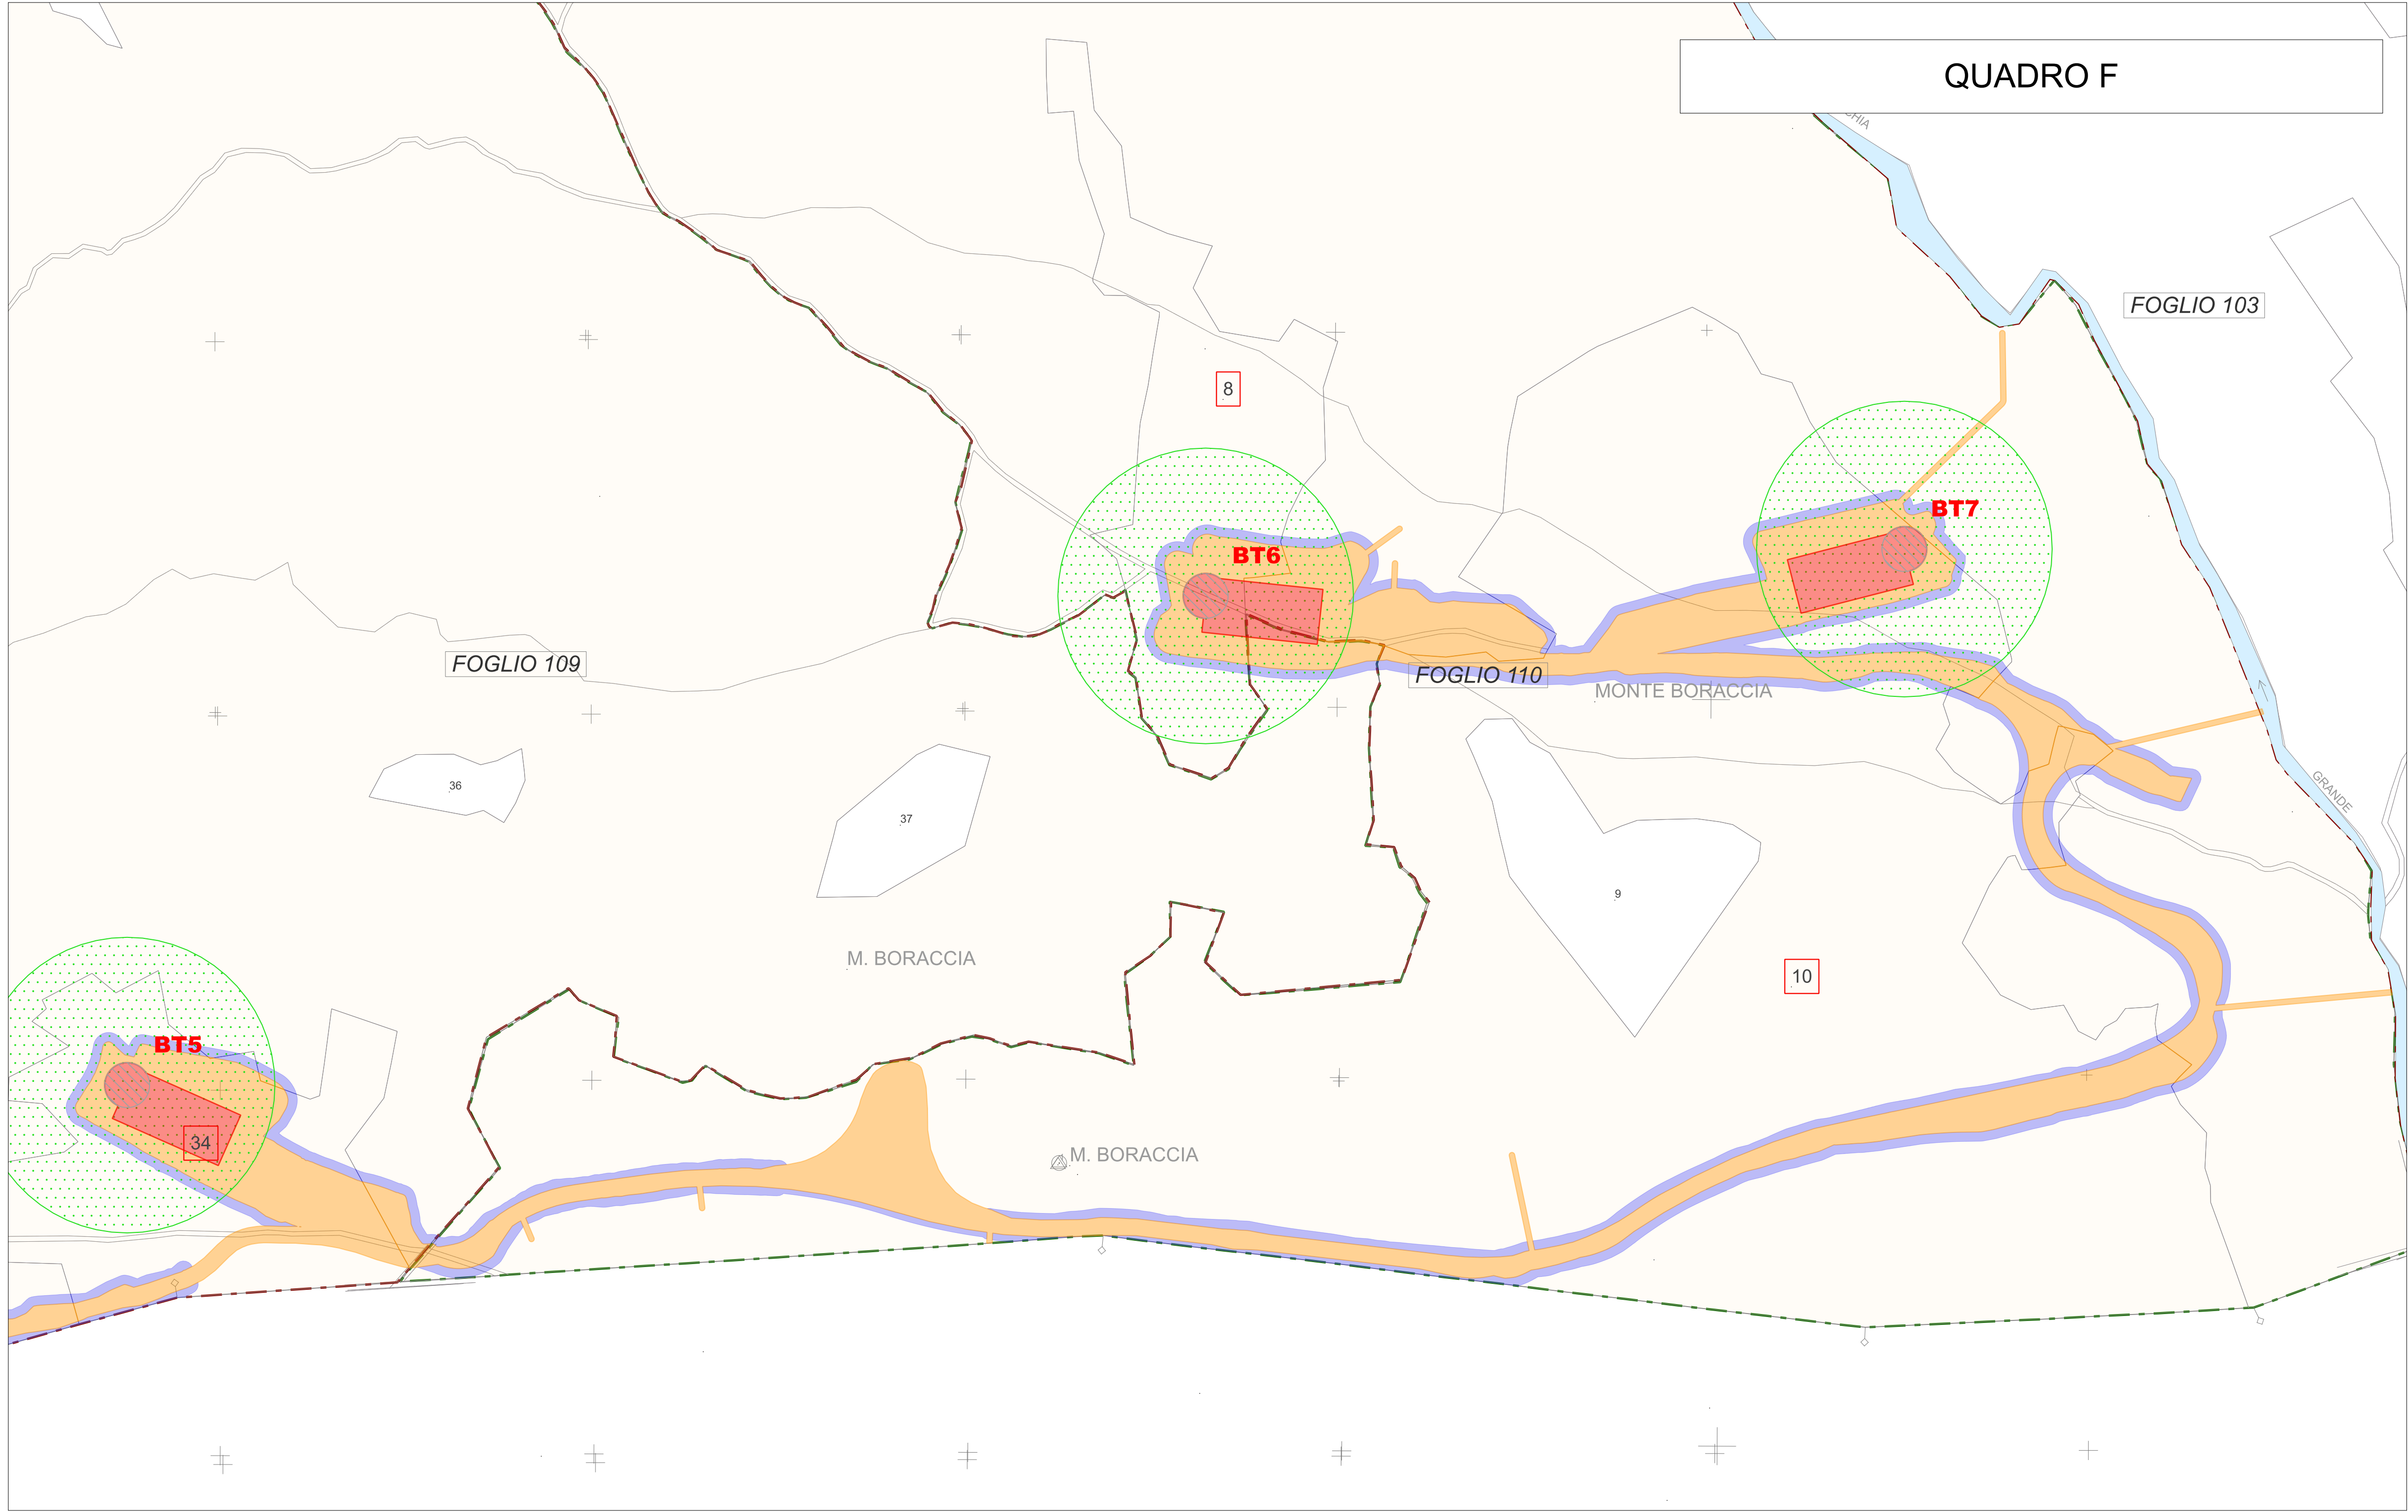 QUADRO F
CHIA
FOGLIO 103
8
BT7
BT6
FOGLIO 109
FOGLIO 110
MONTE BORACCIA
36
GRANDE
37
9
M. BORACCIA
10
BT5
34
M. BORACCIA